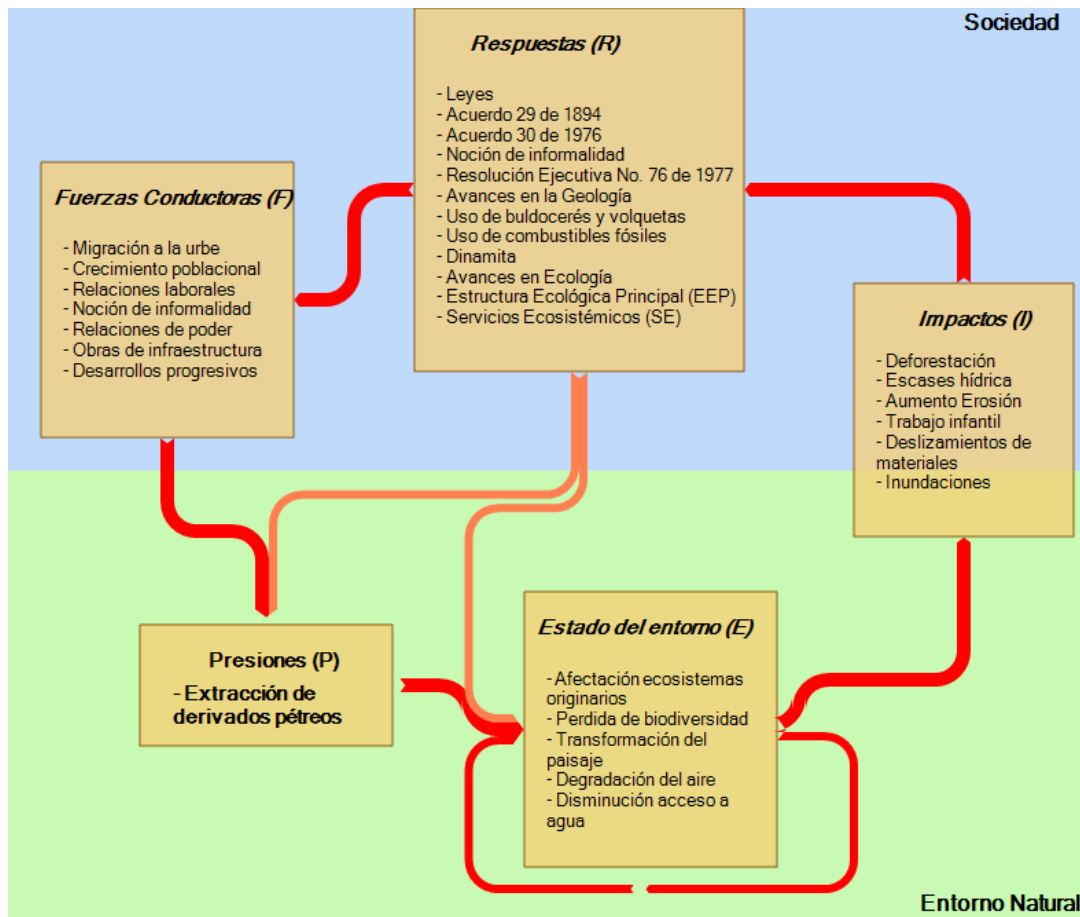 Sociedad
Respuestas (R)
- Leyes
- Acuerdo 29 de 1894
- Acuerdo 30 de 1976
- Noción de informalidad
- Resolución Ejecutiva No. 76 de 1977
- Avances en la Geología
- Uso de buldocerés y volquetas
- Uso de combustibles fósiles
- Dinamita
- Avances en Ecología
- Estructura Ecológica Principal (EEP)
- Servicios Ecosistémicos (SE)
Fuerzas Conductoras (F)
- Migración a la urbe
- Crecimiento poblacional
- Relaciones laborales
- Noción de informalidad
- Relaciones de poder
- Obras de infraestructura
- Desarrollos progresivos
Impactos (I)
- Deforestación
- Escases hídrica
- Aumento Erosión
- Trabajo infantil
- Deslizamientos de
materiales
- Inundaciones
Presiones (P)
- Extracción de
derivados pétreos
Estado del entorno (E)
- Afectación ecosistemas
originarios
- Perdida de biodiversidad
- Transformación del
paisaje
- Degradación del aire
- Disminución acceso a
agua
Entorno Natural